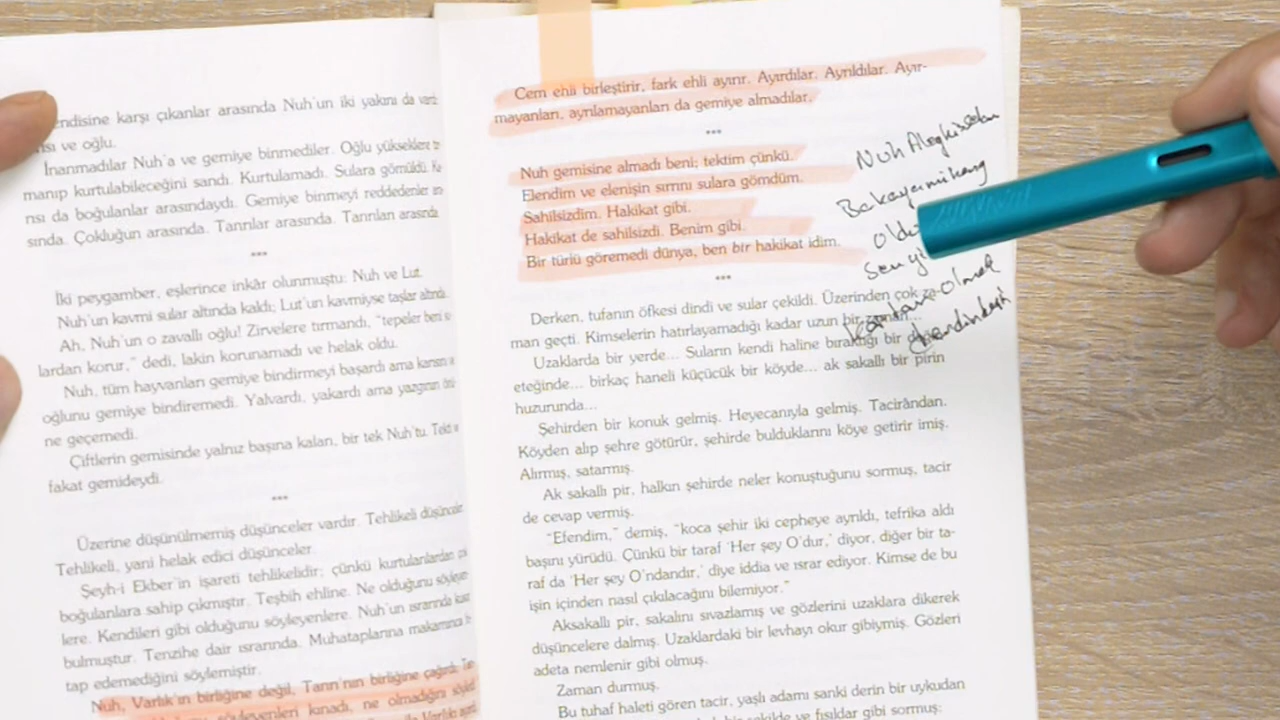 endisine karşı çıkanlar arasında Nuh'un iki yakını da vardı
sı ve oğlu.
İnanmadılar Nuh'a ve gemiye binmediler. Oğlu yükseklere
manıp kurtulabileceğini sandı. Kurtulamadı. Sulara gömüldü.
sı da boğulanlar arasındaydı. Gemiye binmeyi reddedenler
sında. Çokluğun arasında. Tanrılar arasında. Tanrıları arasında
***
İki peygamber, eşlerince inkâr olunmuştu: Nuh ve Lut.
Nuh'un kavmi sular altında kaldı; Lut'un kavmiyse taşlar altında
Ah, Nuh'un o zavallı oğlu! Zirvelere tırmandı, "tepeler beni
lardan korur," dedi, lakin korunamadı ve helak oldu.
Nuh, tüm hayvanları gemiye bindirmeyi başardı ama
oğlunu gemiye bindiremedi. Yalvardı, yakardı ama yazgının
ne geçemedi.
Çiftlerin gemisinde yalnız başına kalan, bir tek Nuh'tu.
fakat gemideydi.
***
Üzerine düşünülmemiş düşünceler vardır. Tehlikeli
Tehlikeli, yani helak edici düşünceler.
Şeyh-i Ekber'in işareti tehlikelidir; çünkü kurtulanlardan
boğulanlara sahip çıkmıştır. Teşbih ehline. Ne olduğunu
lere. Kendileri gibi olduğunu söyleyenlere. Nuh'un ısrarında
bulmuştur. Tenzihe dair ısrarında. Muhataplarına makamına
tap edemediğini söylemiştir.
Nuh, Varlık'ın birliğine değil, Tanrı'nın birliğine çağırdı.
söyleyenleri kınadı, ne olmadığını
Cem ehli birleştirir, fark ehli ayırır. Ayırdılar. Ayrıldılar. Ayır-
mayanları, ayrılamayanları da gemiye almadılar.
***
Nuh gemisine almadı beni; tektim çünkü.
Elendim ve elenişin sırrını sulara gömdüm.
Sahilsizdim. Hakikat gibi.
Hakikat de sahilsizdi. Benim gibi.
Bir türlü göremedi dünya, ben bir hakikat idim.
Nuh
olmak
***
Derken, tufanın öfkesi dindi ve sular çekildi. Üzerinden çok za-
man geçti. Kimselerin hatırlayamadığı kadar uzun bir zaman...
Uzaklarda bir yerde... Suların kendi haline bıraktığı bir
eteğinde... birkaç haneli küçücük bir köyde... ak sakallı bir pirin
huzurunda...
Şehirden bir konuk gelmiş. Heyecanıyla gelmiş. Tacirândan.
Köyden alıp şehre götürür, şehirde bulduklarını köye getirir imiş.
Alırmış, satarmış.
Ak sakallı pir, halkın şehirde neler konuştuğunu sormuş, tacir
de cevap vermiş.
"Efendim," demiş, "koca şehir iki cepheye ayrıldı, tefrika aldı
başını yürüdü. Çünkü bir taraf 'Her şey O'dur,' diyor, diğer bir ta-
raf da 'Her şey O'ndandır,' diye iddia ve ısrar ediyor. Kimse de bu
işin içinden nasıl çıkılacağını bilemiyor."
Aksakallı pir, sakalını sıvazlamış ve gözlerini uzaklara dikerek
düşüncelere dalmış. Uzaklardaki bir levhayı okur gibiymiş. Gözleri
adeta nemlenir gibi olmuş.
Zaman durmuş.
Bu tuhaf haleti gören tacir, yaşlı adamı sanki derin bir uykudan
ve fısıldar gibi sormuş: